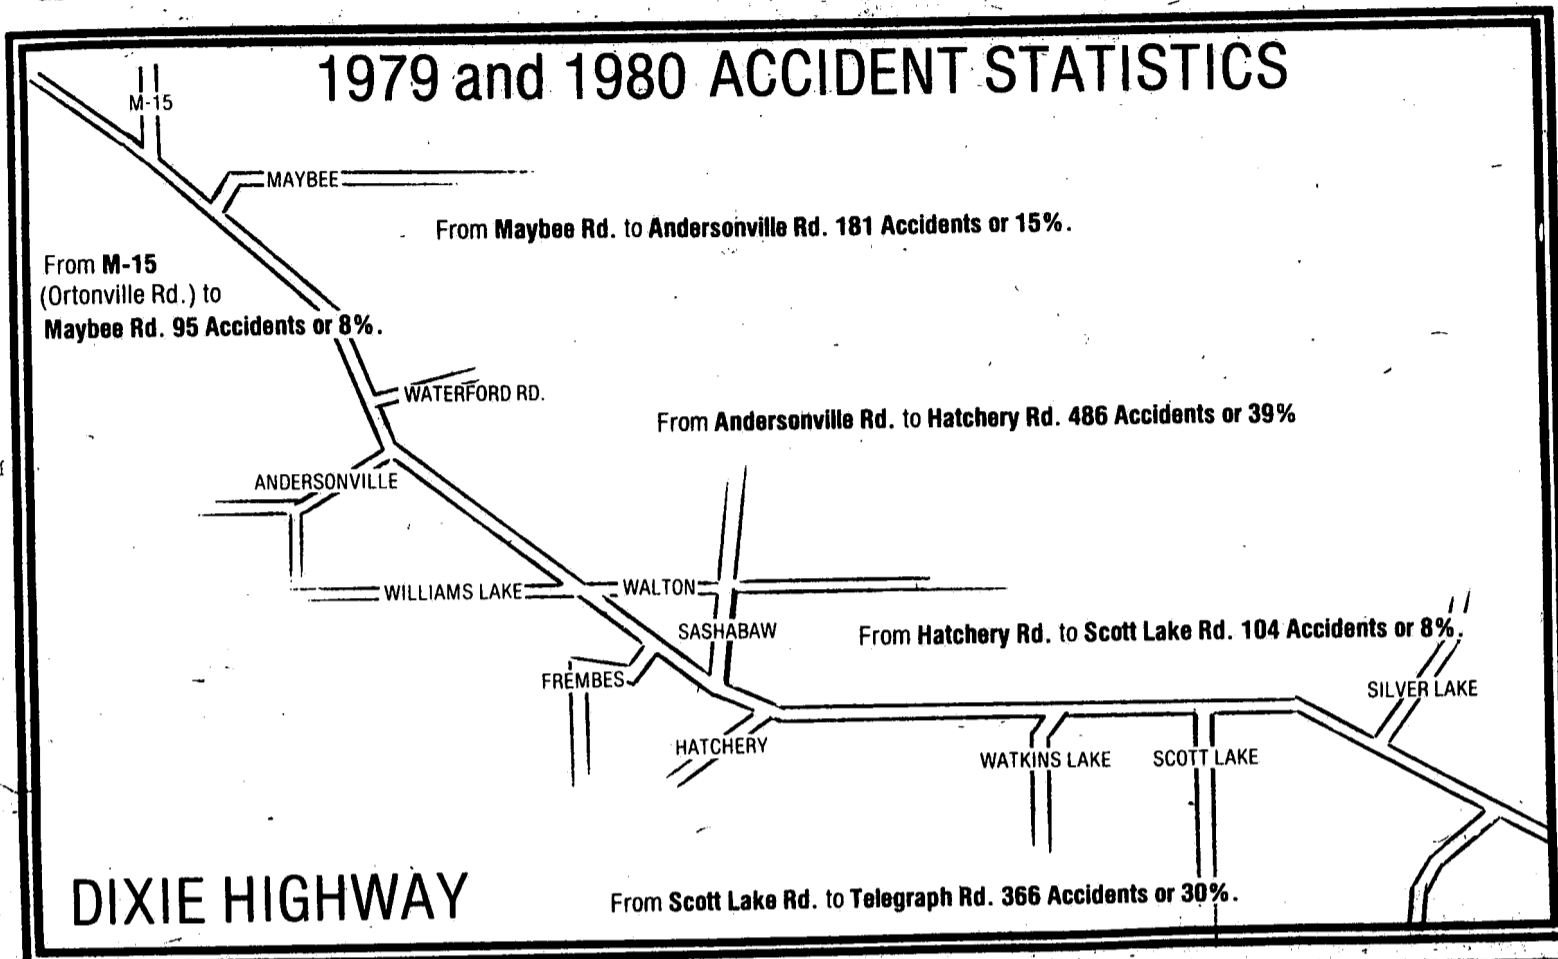 1979 and 1980 ACCIDENT STATISTICS
M-15
MAYBEE
From Maybee Rd. to Andersonville Rd. 181 Accidents or 15%.
From M-15
(Ortonville Rd.) to
Maybee Rd. 95 Accidents or 8%.
WATERFORD RD.
From Andersonville Rd. to Hatchery Rd. 486 Accidents or 39%
ANDERSONVILLE
WILLIAMS LAKE
WALTON
SASHABAW
From Hatchery Rd. to Scott Lake Rd. 104 Accidents or 8%.
FREMBES
SILVER LAKE
HATCHERY
WATKINS LAKE
SCOTT LAKE
DIXIE HIGHWAY
From Scott Lake Rd. to Telegraph Rd. 366 Accidents or 30%.